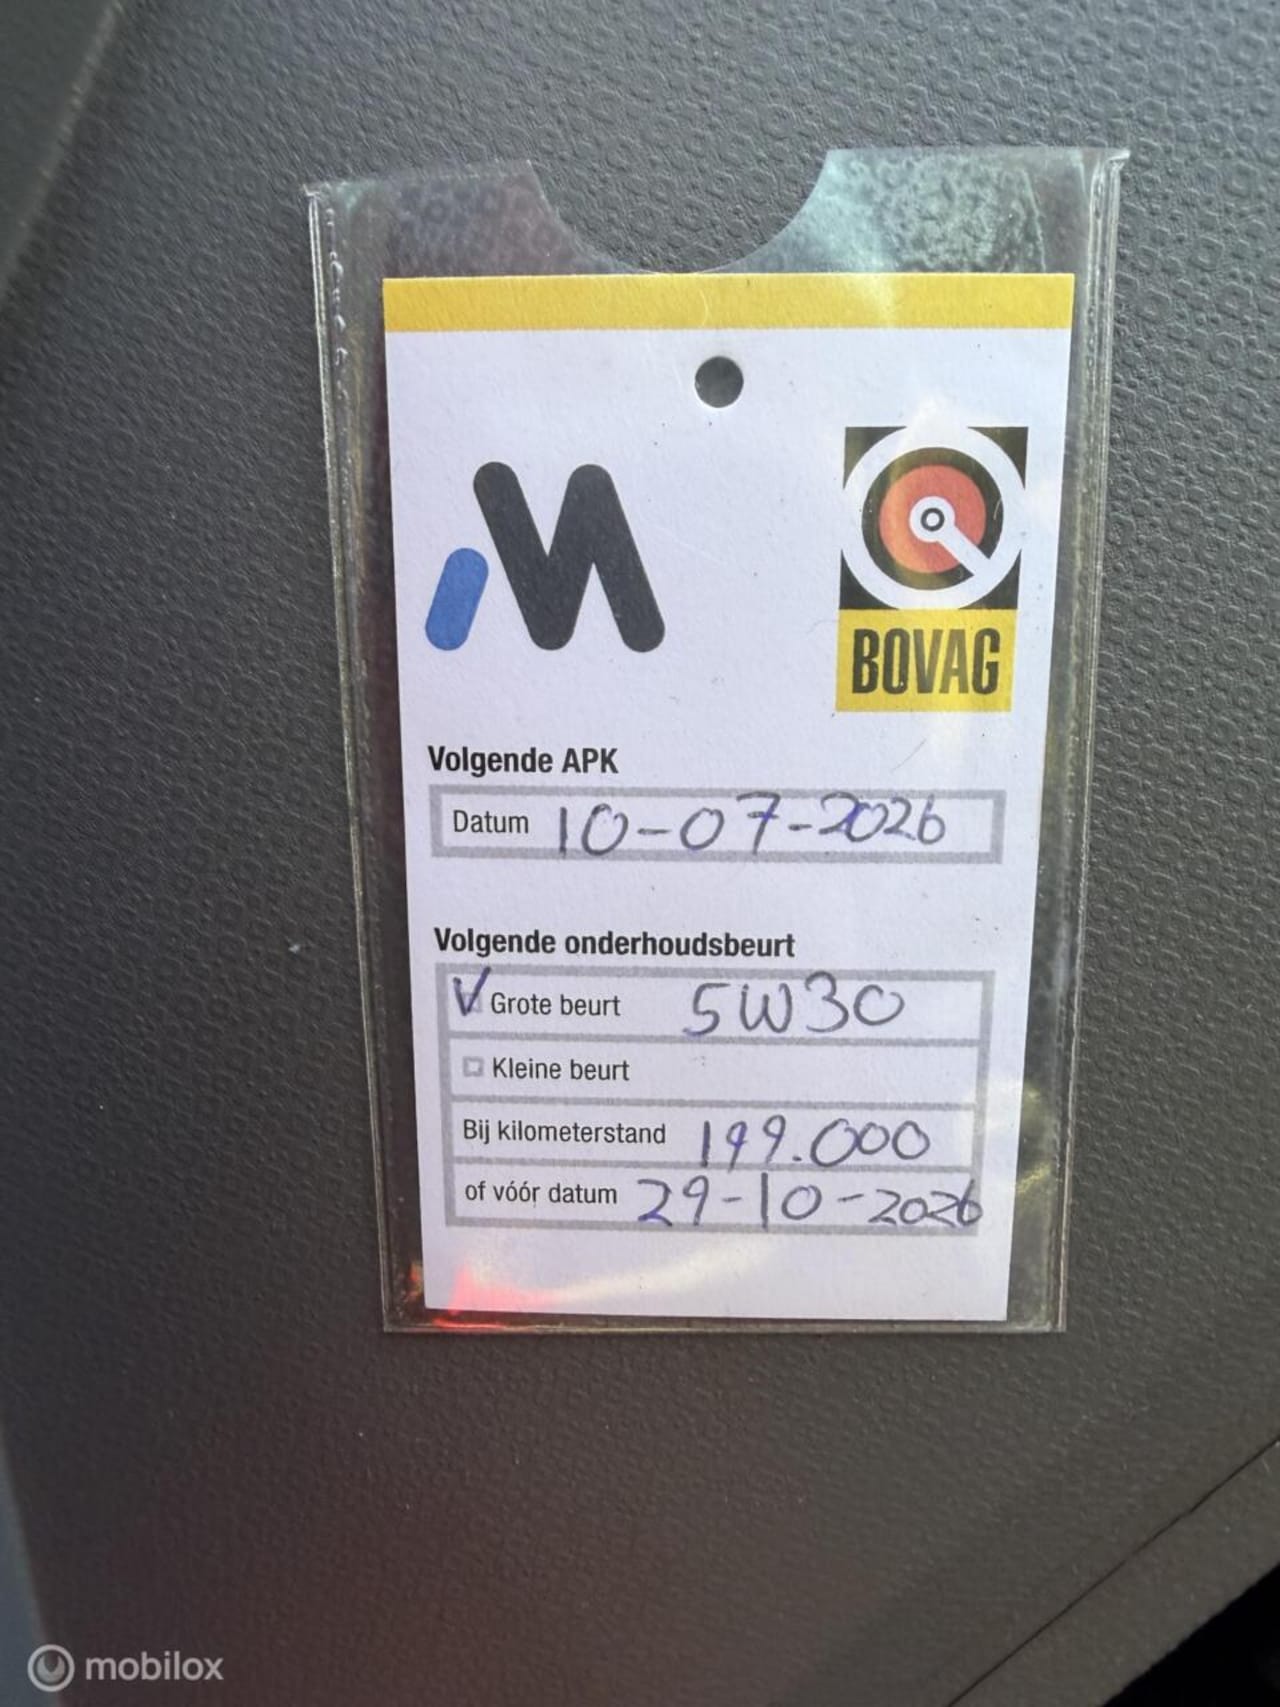 M
BOVAG
Volgende APK
Datum 10-07-2026
Volgende onderhoudsbeurt
V Grote beurt 5W30
Kleine beurt
Bij kilometerstand 199.000
of vóór datum 29-10-2026
mobilox